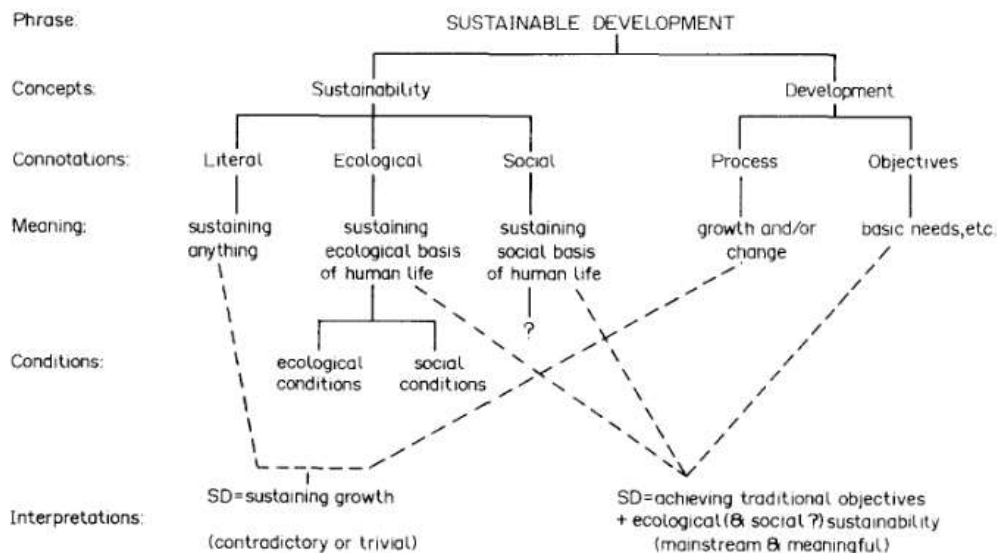 Phrase: SUSTAINABLE DEVELOPMENT
Concepts: Sustainability Development
Connotations: Literal Ecological Social Process Objectives
Meaning: sustaining sustaining sustaining growth and/or basic needs,etc.
anything ecological basis social basis change
of human life of human life
?
Conditions: ecological social
conditions conditions
SD=sustaining growth SD=achieving traditional objectives
Interpretations: + ecological(& social ?) sustainability
(contradictory or trivial) (mainstream & meaningful)